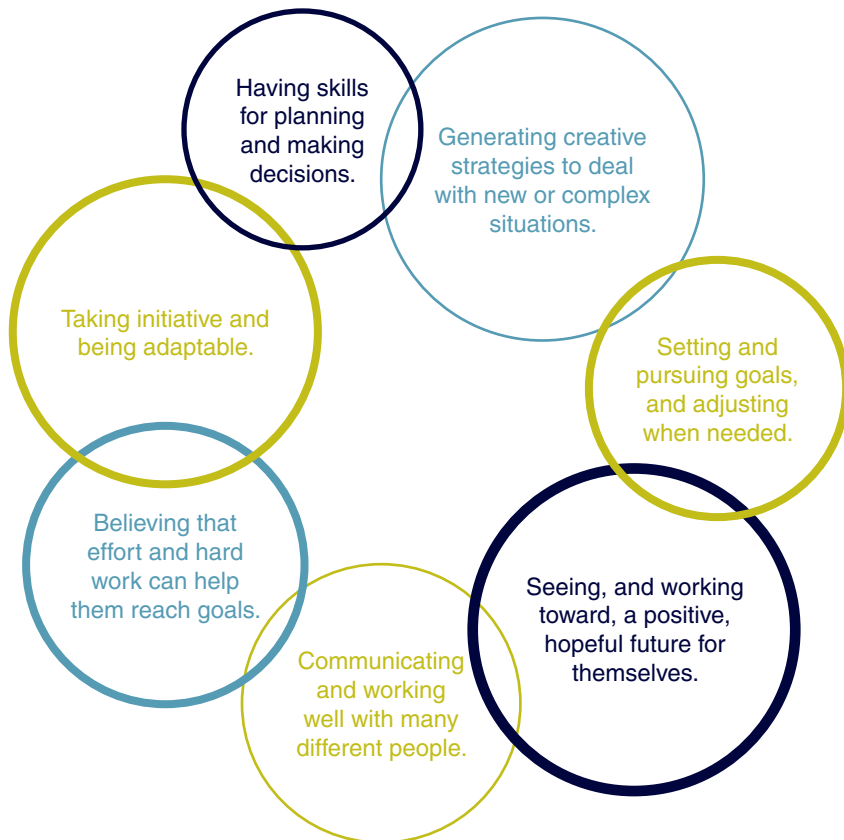 Having skills
for planning
and making
decisions.
Generating creative
strategies to deal
with new or complex
situations.
Setting and
pursuing goals,
and adjusting
when needed.
Seeing, and working
toward, a positive,
hopeful future for
themselves.
Communicating
and working
well with many
different people.
Believing that
effort and hard
work can help
them reach goals.
Taking initiative and
being adaptable.